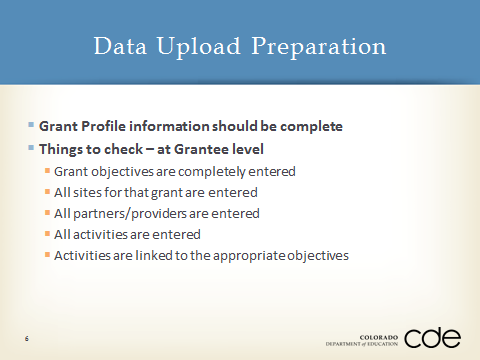 Data Upload Preparation
Grant Profile information should be complete
Things to check – at Grantee level
Grant objectives are completely entered
All sites for that grant are entered
All partners/providers are entered
All activities are entered
Activities are linked to the appropriate objectives
6
COLORADO
DEPARTMENT of EDUCATION
cde